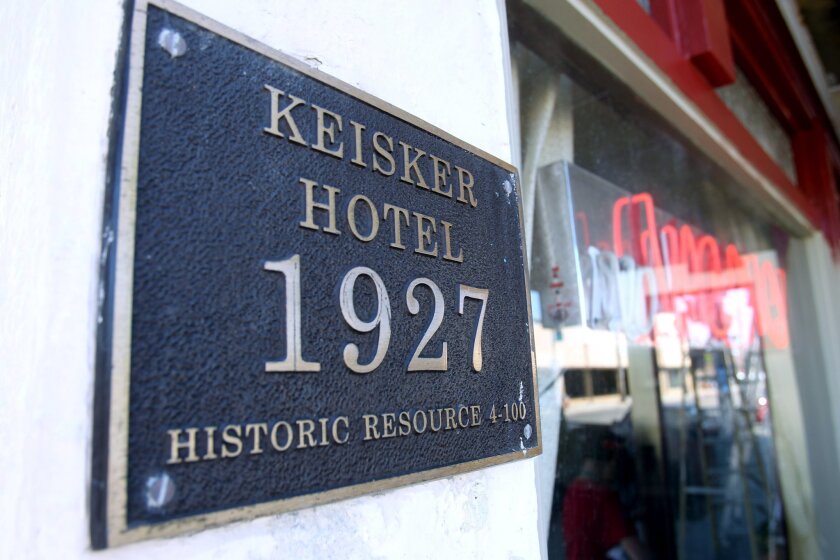 KEISKER
HOTEL
1927
HISTORIC RESOURCE 4-100